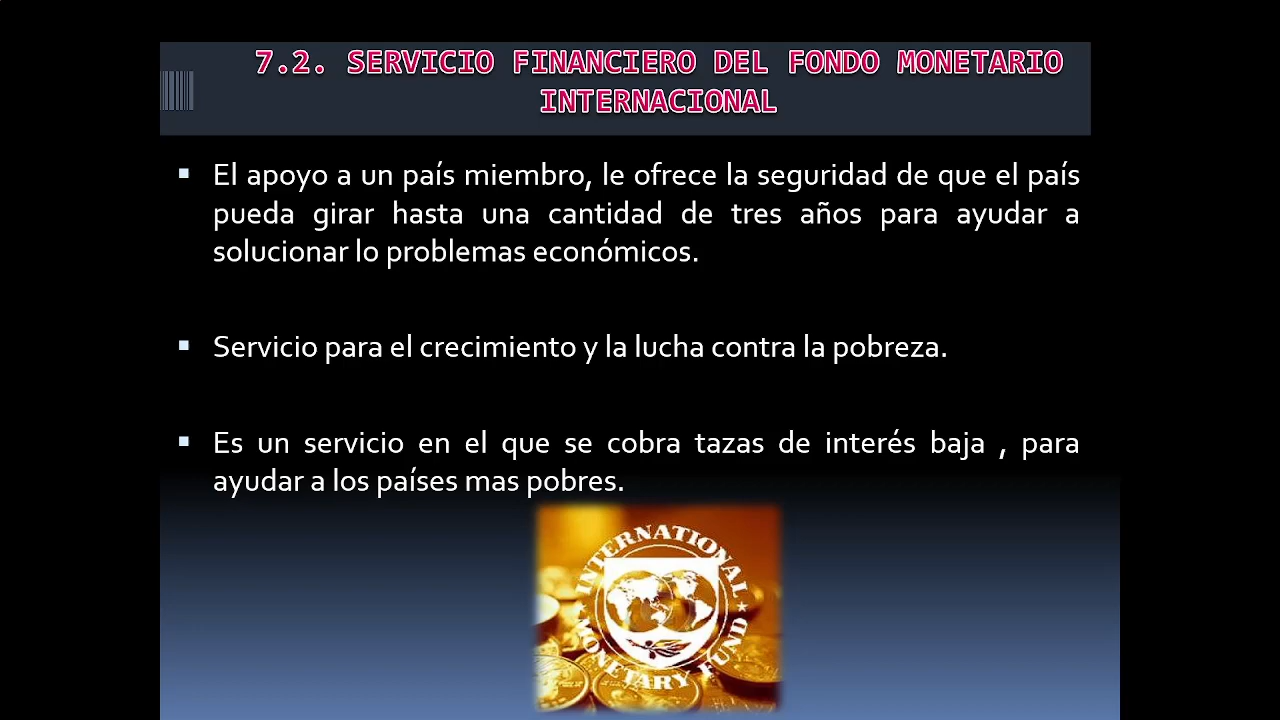 7.2. SERVICIO FINANCIERO DEL FONDO MONETARIO
INTERNACIONAL
El apoyo a un país miembro, le ofrece la seguridad de que el país
pueda girar hasta una cantidad de tres años para ayudar a
solucionar lo problemas económicos.
Servicio para el crecimiento y la lucha contra la pobreza.
Es un servicio en el que se cobra tazas de interés baja , para
ayudar a los países mas pobres.
INTERNATIONAL
MONETARY FUND